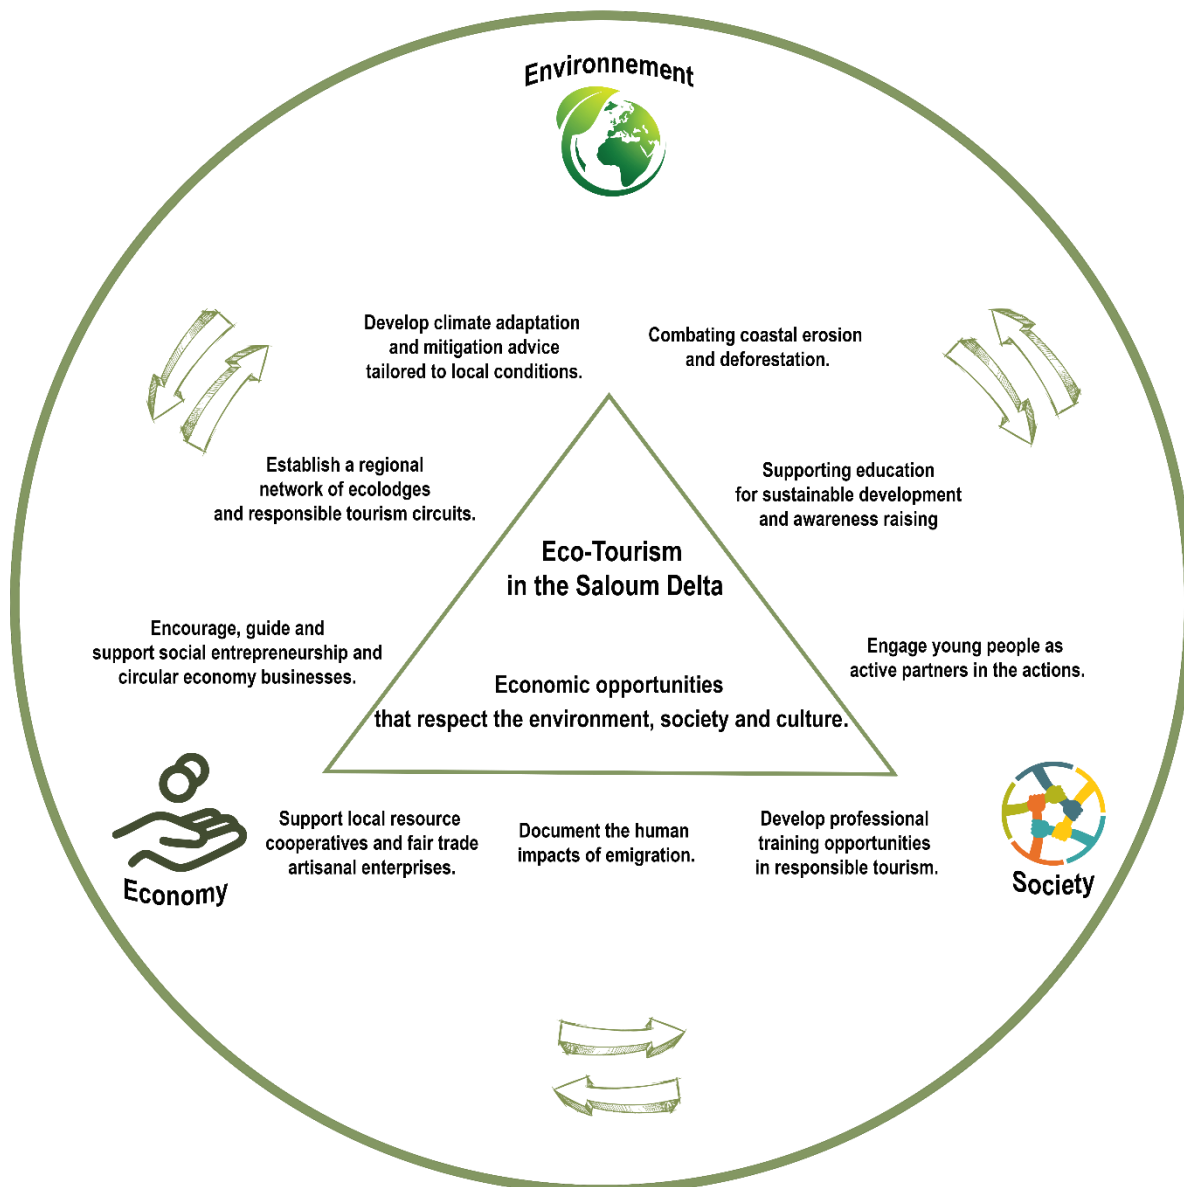 Environnement
Develop climate adaptation
and mitigation advice
tailored to local conditions.
Combating coastal erosion
and deforestation.
Establish a regional
network of ecolodges
and responsible tourism circuits.
Supporting education
for sustainable development
and awareness raising
Eco-Tourism
in the Saloum Delta
Encourage, guide and
support social entrepreneurship and
circular economy businesses.
Engage young people as
active partners in the actions.
Economic opportunities
that respect the environment, society and culture.
Economy
Support local resource
cooperatives and fair trade
artisanal enterprises.
Document the human
impacts of emigration.
Develop professional
training opportunities
in responsible tourism.
Society